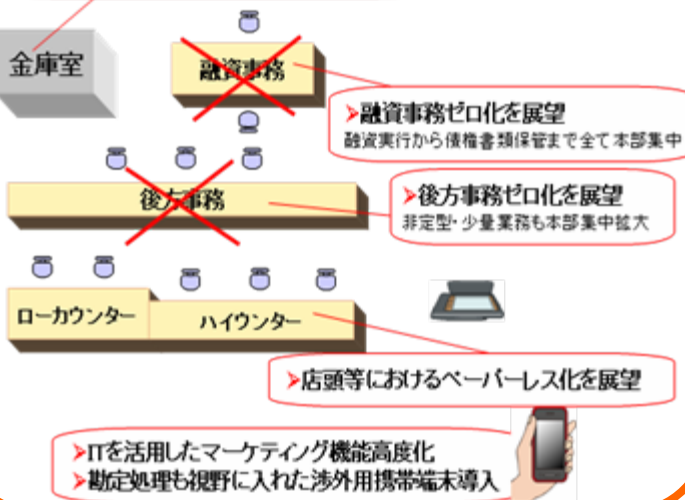 金庫室
融資事務
➢融資事務ゼロ化を展望
融資実行から債権書類保管まで全て本部集中
後方事務
➢後方事務ゼロ化を展望
非定型・少量業務も本部集中拡大
ローカウンター
ハイウンター
➢店頭等におけるペーパーレス化を展望
➢ITを活用したマーケティング機能高度化
➢勘定処理も視野に入れた渉外用携帯端末導入